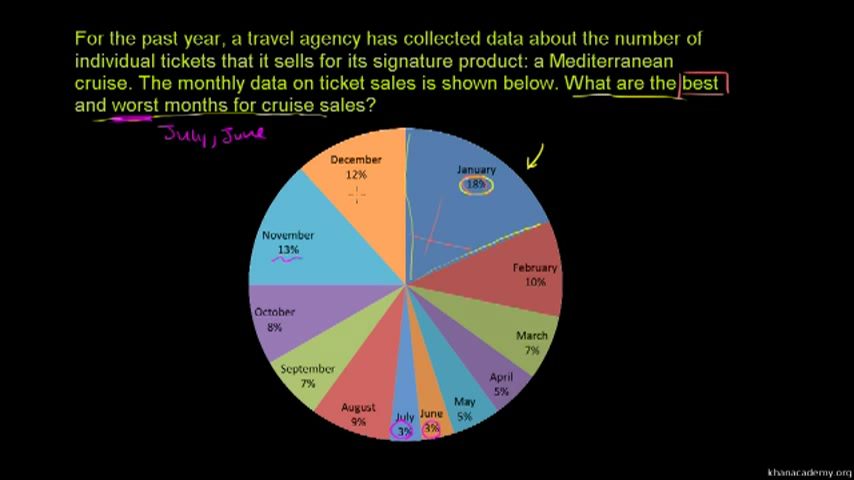 For the past year, a travel agency has collected data about the number of
individual tickets that it sells for its signature product: a Mediterranean
cruise. The monthly data on ticket sales is shown below. What are the best
and worst months for cruise sales?
July, June
December
12%
January
18%
November
13%
February
10%
October
8%
March
7%
September
7%
April
5%
May
5%
August
9%
July
3%
June
3%
khanacademy.org